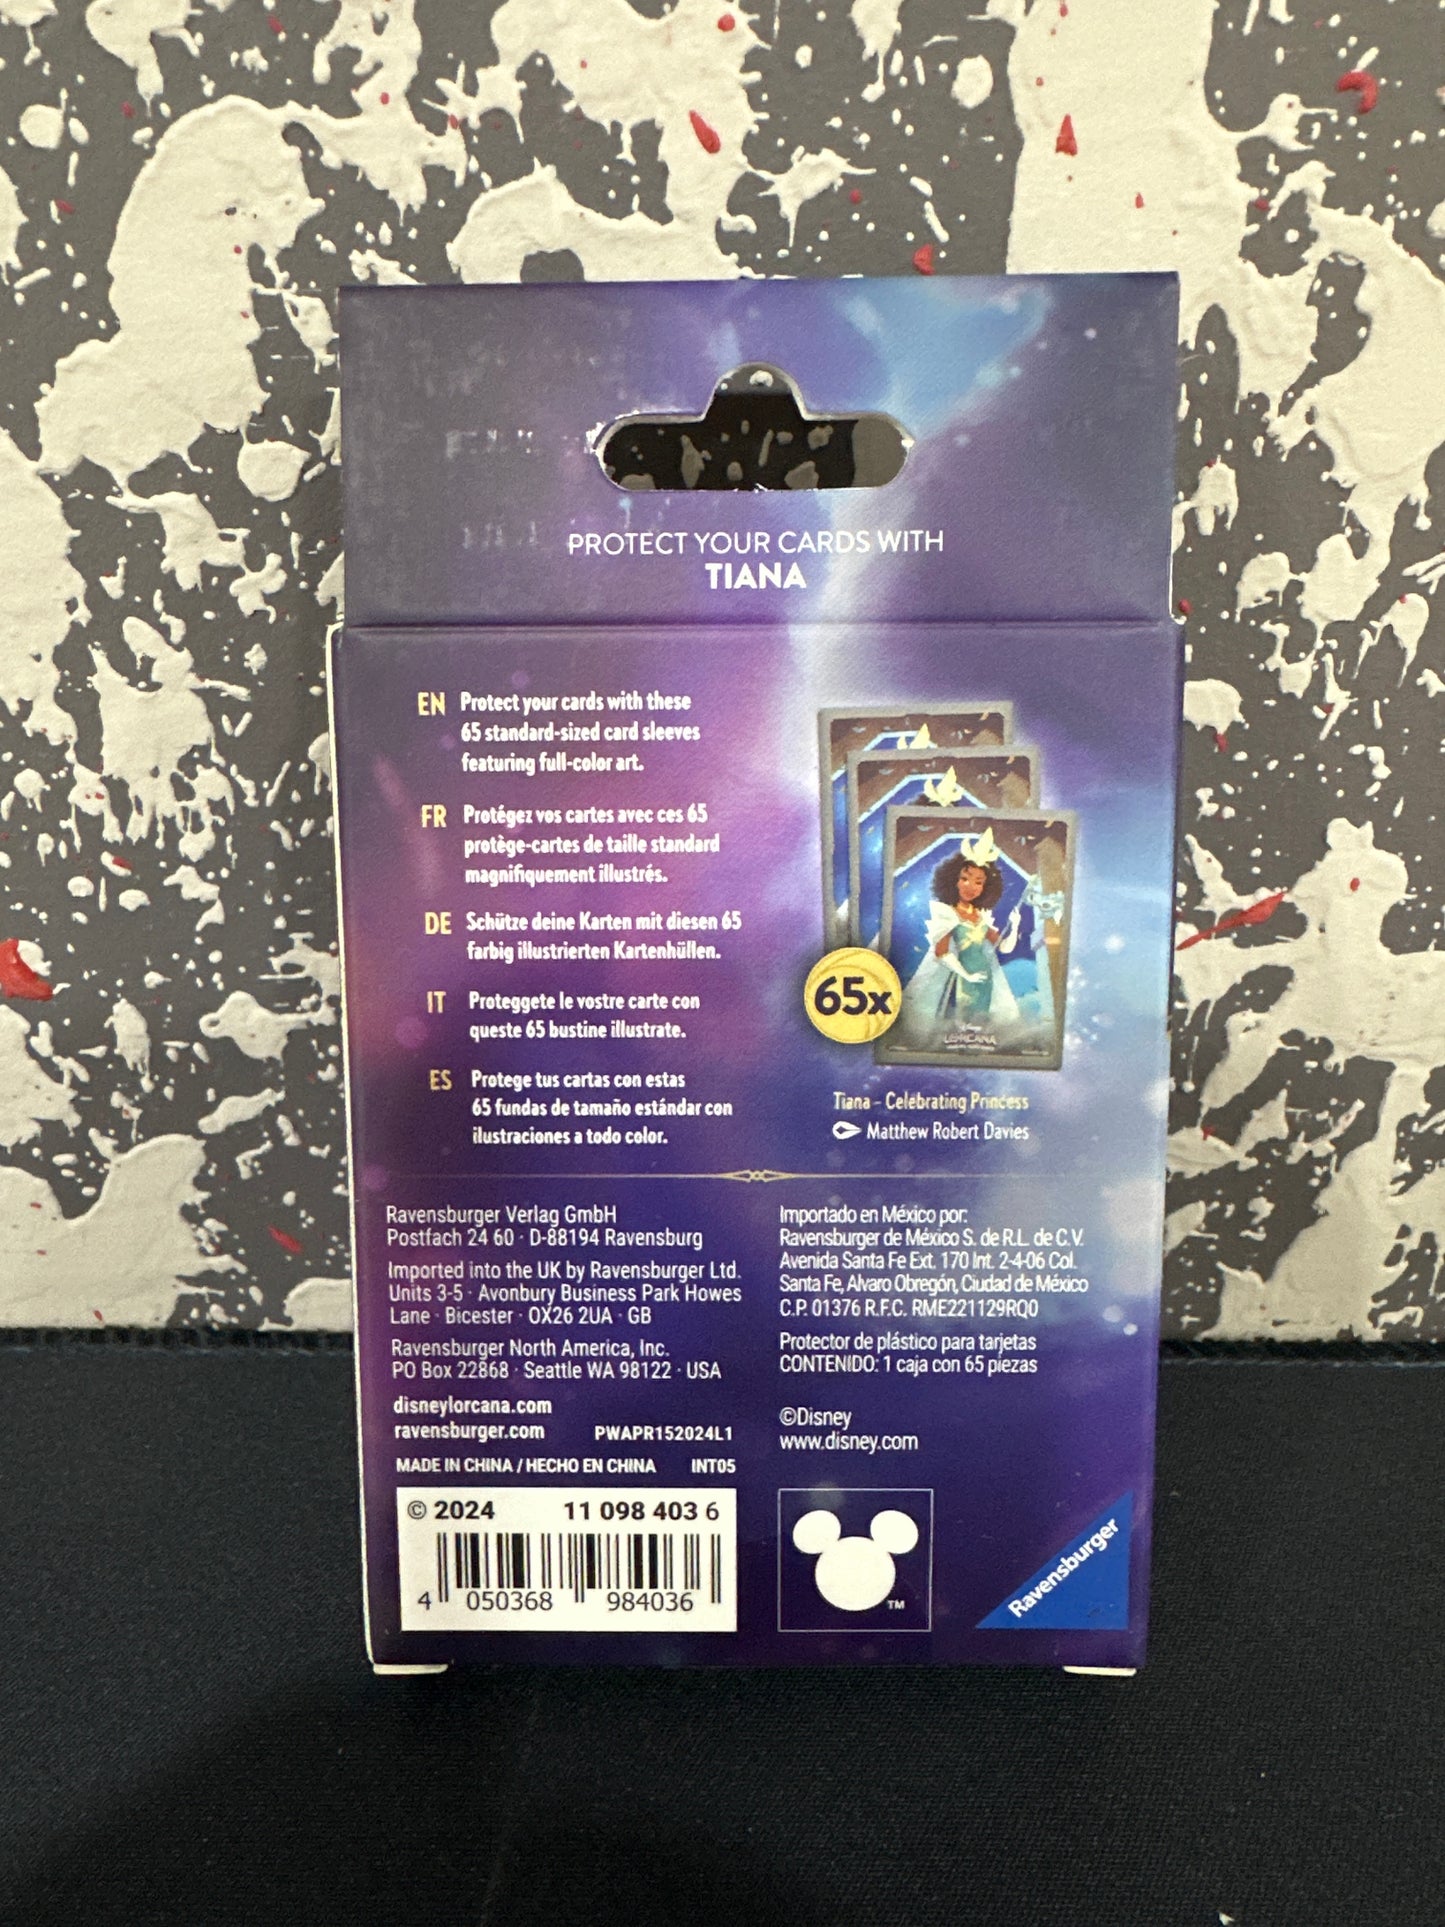 PROTECT YOUR CARDS WITH
TIANA
EN Protect your cards with these
65 standard-sized card sleeves
featuring full-color art.
FR Protégez vos cartes avec ces 65
protège-cartes de taille standard
magnifiquement illustrés.
DE Schütze deine Karten mit diesen 65
farbig illustrierten Kartenhüllen.
IT Proteggete le vostre carte con
queste 65 bustine illustrate.
ES Protege tus cartas con estas
65 fundas de tamaño estándar con
ilustraciones a todo color.
65x
Disney
LORCANA
Tiana - Celebrating Princess
Matthew Robert Davies
Ravensburger Verlag GmbH
Postfach 24 60 · D-88194 Ravensburg
Imported into the UK by Ravensburger Ltd.
Units 3-5 · Avonbury Business Park Howes
Lane · Bicester · OX26 2UA · GB
Ravensburger North America, Inc.
PO Box 22868 · Seattle WA 98122 · USA
disneylorcana.com
ravensburger.com PWAPR152024L1
MADE IN CHINA / HECHO EN CHINA INT05
© 2024 11 098 403 6
4 050368 984036
Importado en México por:
Ravensburger de México S. de R.L. de C.V.
Avenida Santa Fe Ext. 170 Int. 2-4-06 Col.
Santa Fe, Alvaro Obregón, Ciudad de México
C.P. 01376 R.F.C. RME221129RQ0
Protector de plástico para tarjetas
CONTENIDO: 1 caja con 65 piezas
©Disney
www.disney.com
TM
Ravensburger